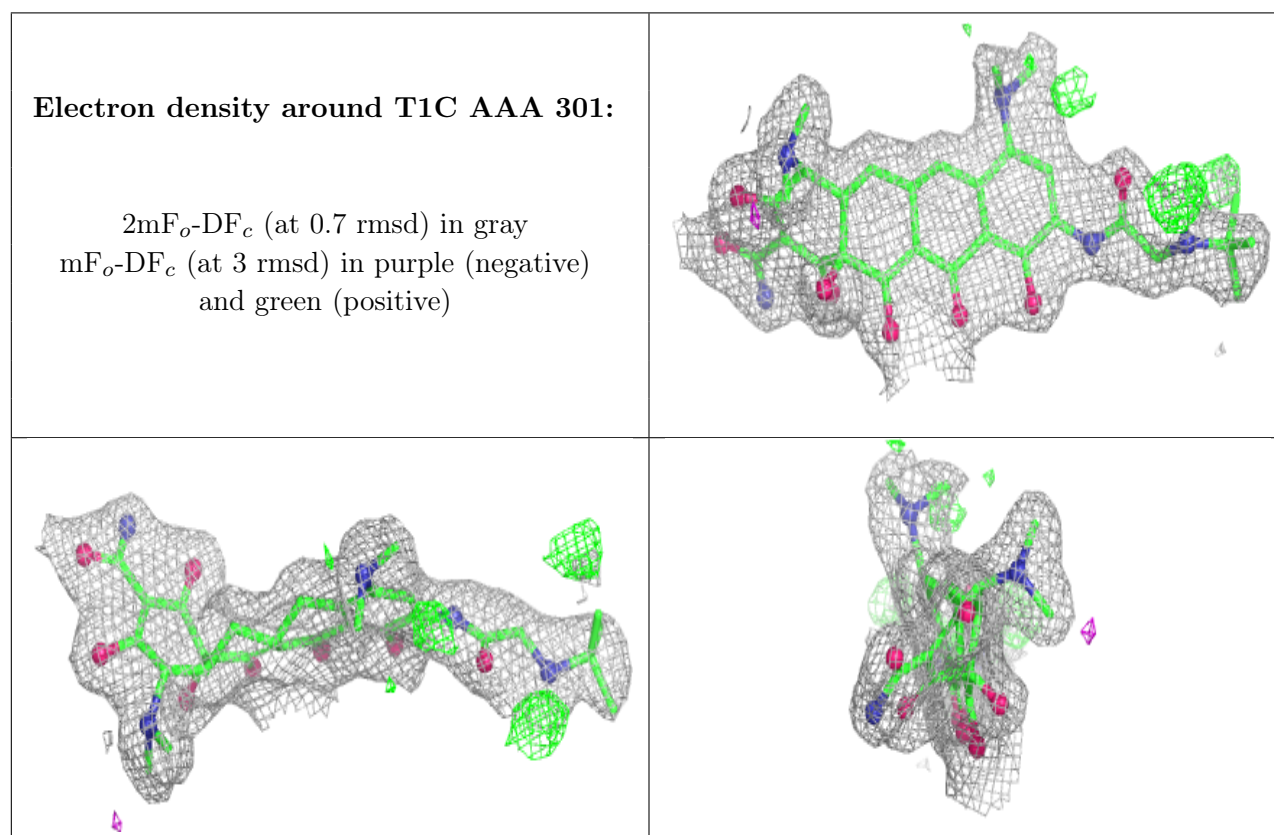 Electron density around T1C AAA 301:
2mFo-DFc (at 0.7 rmsd) in gray
mFo-DFc (at 3 rmsd) in purple (negative)
and green (positive)